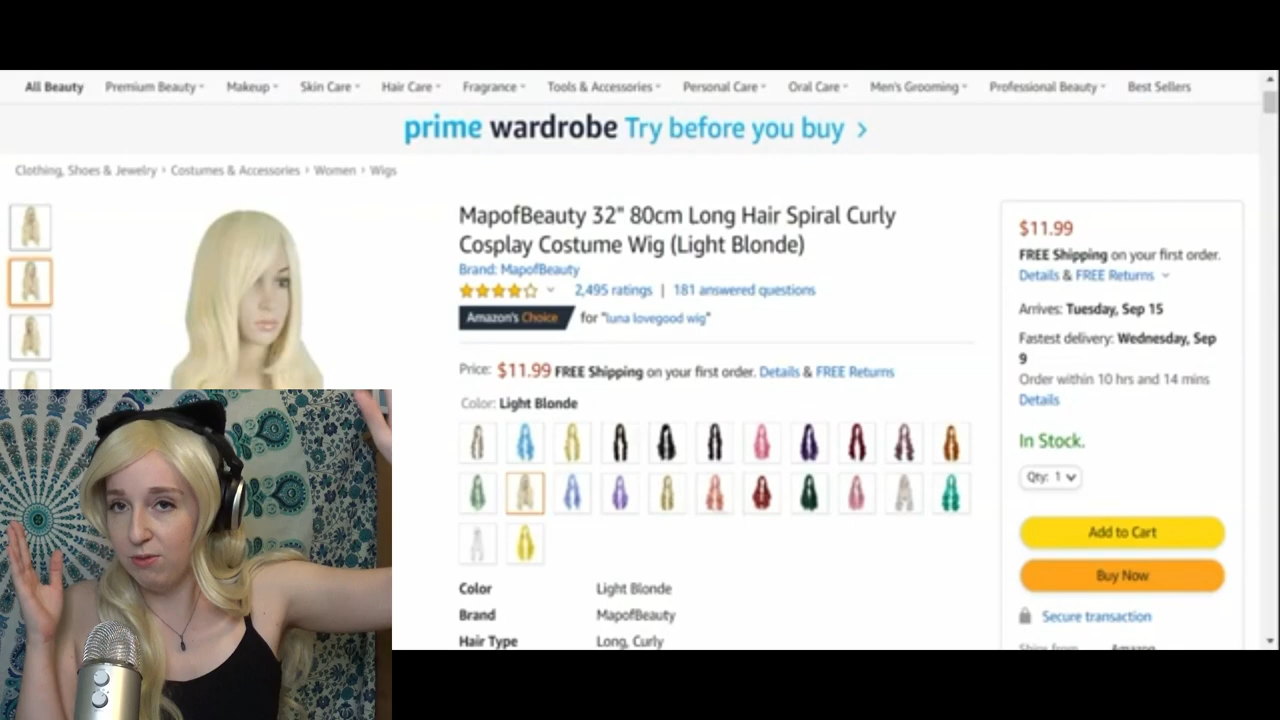 All Beauty Premium Beauty Makeup Skin Care Hair Care Fragrance Tools & Accessories Personal Care Oral Care Men's Grooming Professional Beauty Best Sellers
prime wardrobe Try before you buy >
Clothing, Shoes & Jewelry › Costumes & Accessories › Women › Wigs
MapofBeauty 32" 80cm Long Hair Spiral Curly
Cosplay Costume Wig (Light Blonde)
Brand: MapofBeauty
2,495 ratings | 181 answered questions
Amazon's Choice for "luna lovegood wig"
Price: $11.99 FREE Shipping on your first order. Details & FREE Returns
Color: Light Blonde
Color Light Blonde
Brand MapofBeauty
Hair Type Long, Curly
$11.99
FREE Shipping on your first order.
Details & FREE Returns
Arrives: Tuesday, Sep 15
Fastest delivery: Wednesday, Sep
9
Order within 10 hrs and 14 mins
Details
In Stock.
Qty: 1
Add to Cart
Buy Now
Secure transaction